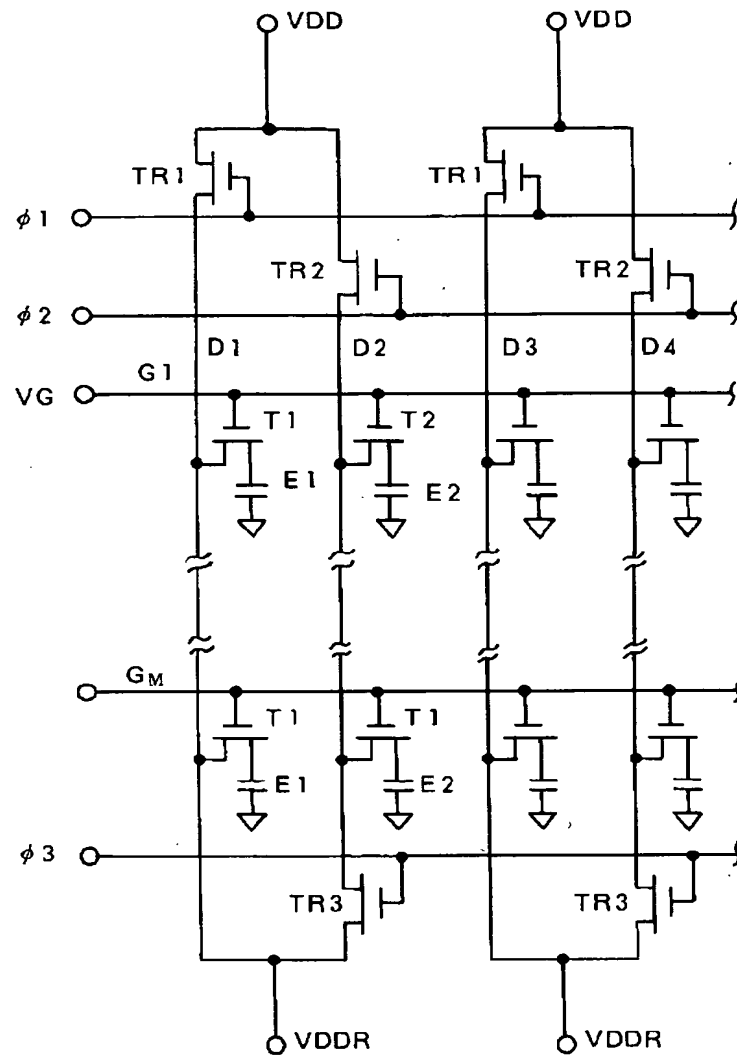 VDD VDD
TR1 TR1
φ1
TR2 TR2
φ2
D1 D2 D3 D4
G1
VG
T1 T2
E1 E2
GM
T1 T1
E1 E2
φ3
TR3 TR3
VDDR VDDR